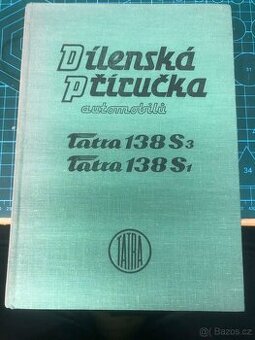 Dílenská
Příručka
automobilů
Tatra 138 S3
Tatra 138 S1
TATRA
© Bazos.cz